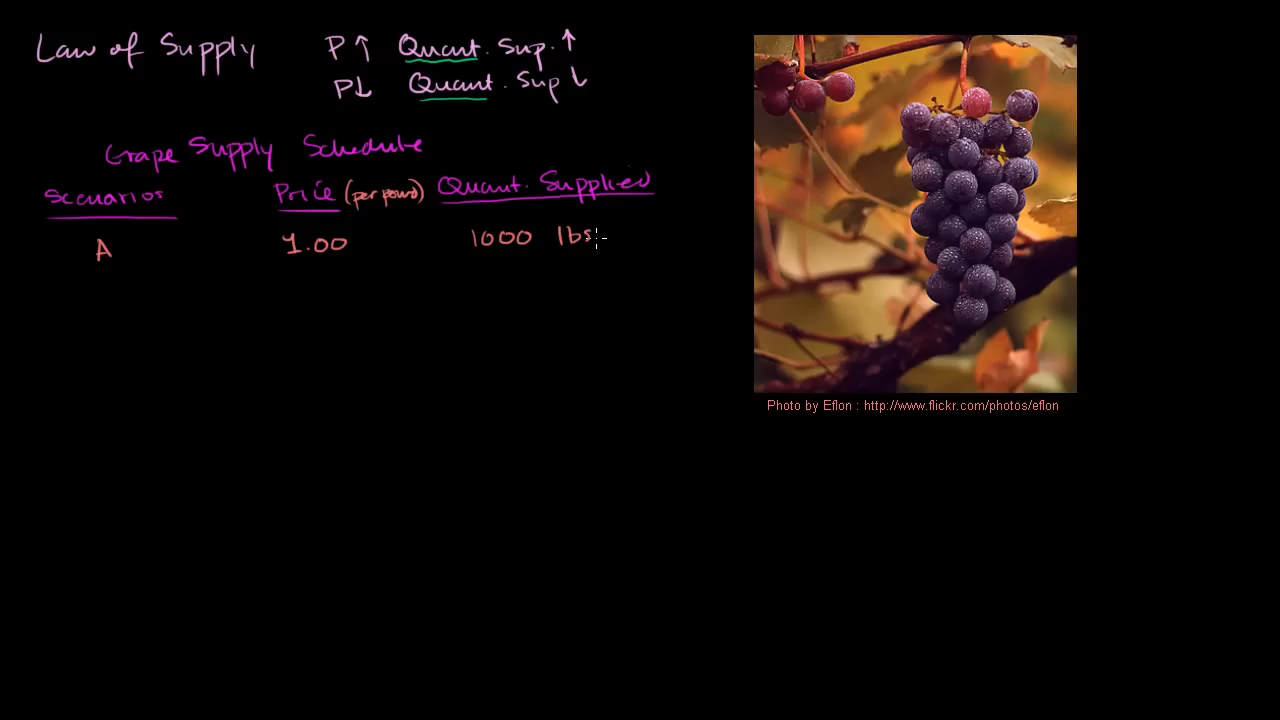 Law of Supply P↑ Quant. Sup. ↑
P↓ Quant. Sup ↓
Grape Supply Schedule
Scenarios Price (per pound) Quant. Supplied
A 1.00 1000 lbs
Photo by Eflon : http://www.flickr.com/photos/eflon